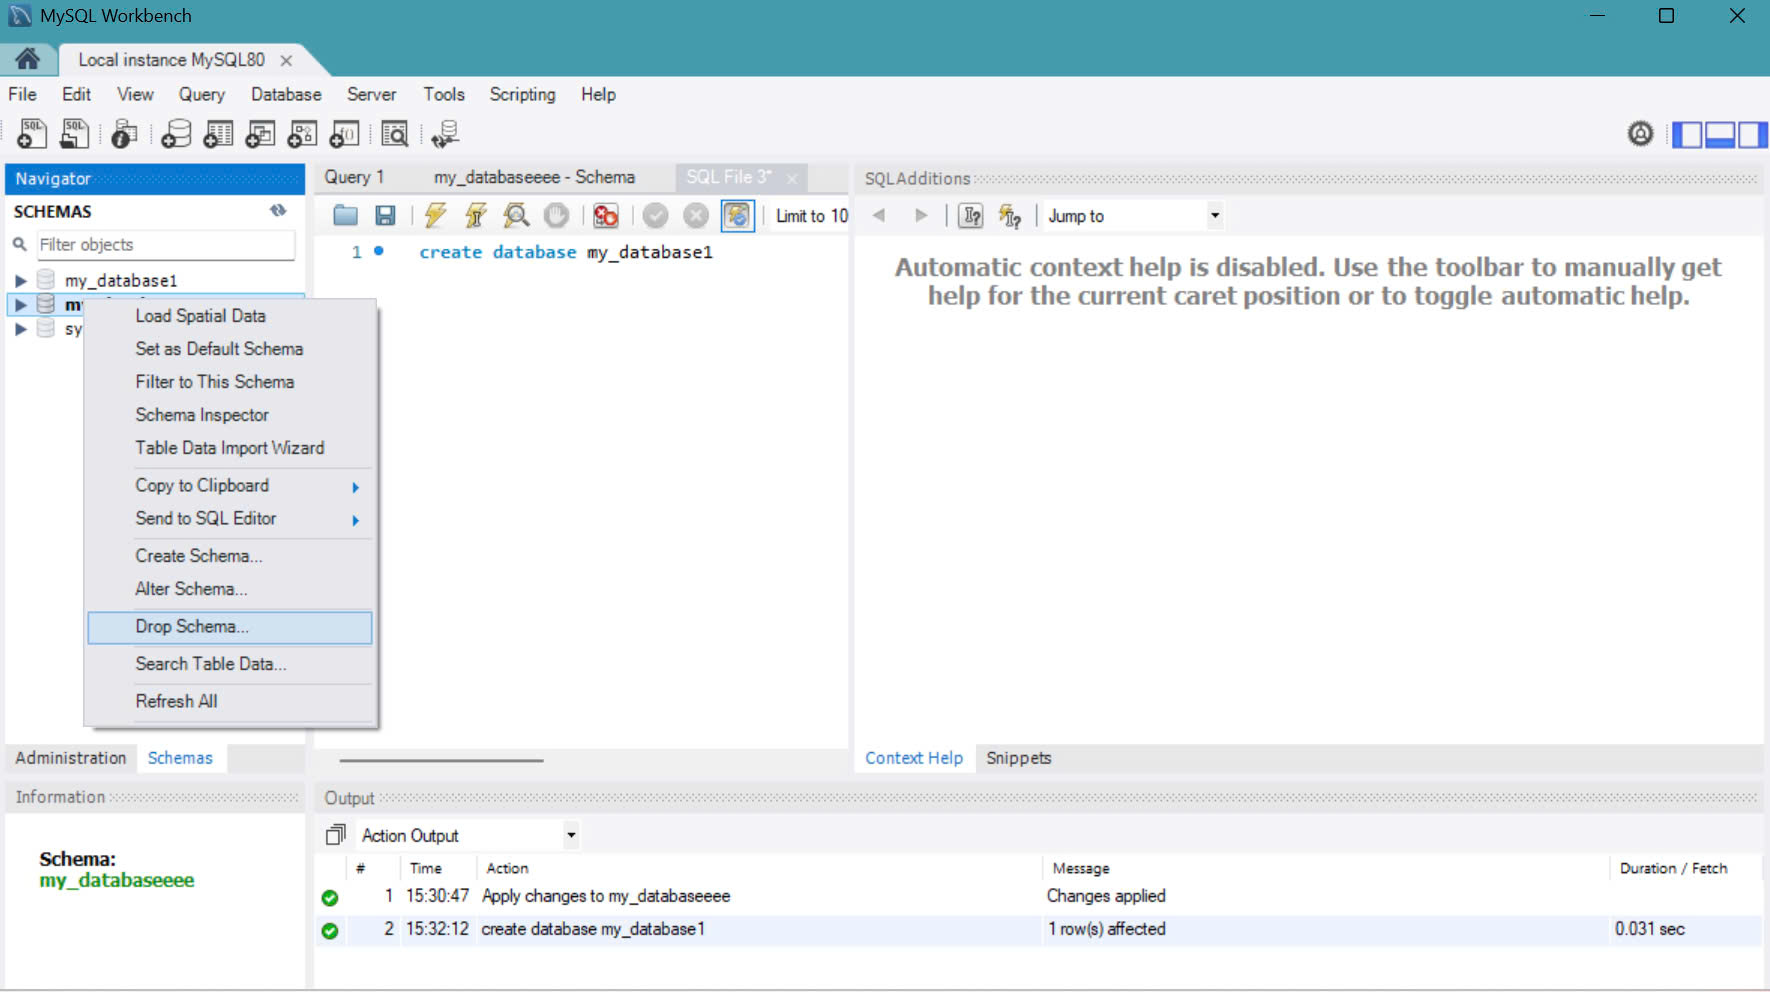 MySQL Workbench
Local instance MySQL80
File Edit View Query Database Server Tools Scripting Help
Navigator
SCHEMAS
Filter objects
my_database1
sy
Load Spatial Data
Set as Default Schema
Filter to This Schema
Schema Inspector
Table Data Import Wizard
Copy to Clipboard
Send to SQL Editor
Create Schema...
Alter Schema...
Drop Schema...
Search Table Data...
Refresh All
Administration Schemas
Information
Schema:
my_databaseeee
Query 1 my_databaseeee - Schema SQL File 3*
Limit to 10
1 create database my_database1
SQLAdditions
Jump to
Automatic context help is disabled. Use the toolbar to manually get
help for the current caret position or to toggle automatic help.
Context Help Snippets
Output
Action Output
# Time Action Message Duration / Fetch
1 15:30:47 Apply changes to my_databaseeee Changes applied
2 15:32:12 create database my_database1 1 row(s) affected 0.031 sec